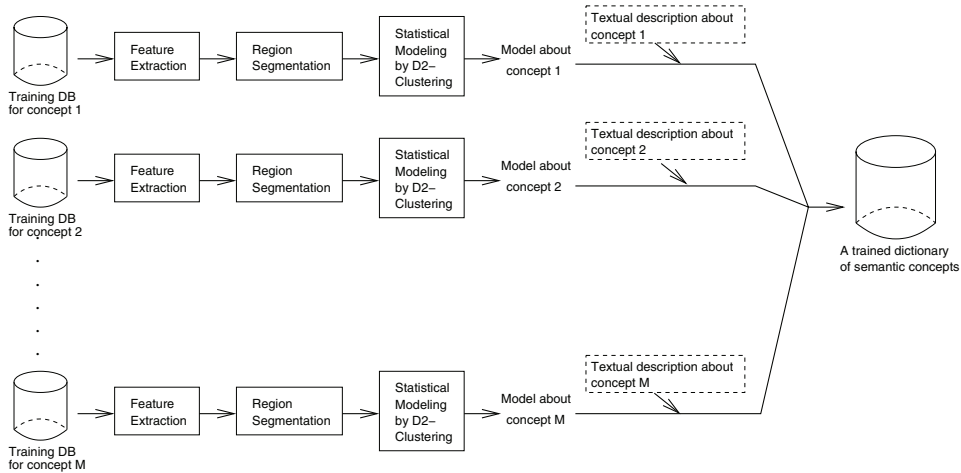 Textual description about
concept 1
Statistical
Modeling
by D2-
Clustering
Feature
Extraction
Region
Segmentation
Model about
concept 1
Training DB
for concept 1
Textual description about
concept 2
Statistical
Modeling
by D2-
Clustering
Feature
Extraction
Region
Segmentation
Model about
concept 2
Training DB
for concept 2
A trained dictionary
of semantic concepts
Textual description about
concept M
Statistical
Modeling
by D2-
Clustering
Feature
Extraction
Region
Segmentation
Model about
concept M
Training DB
for concept M